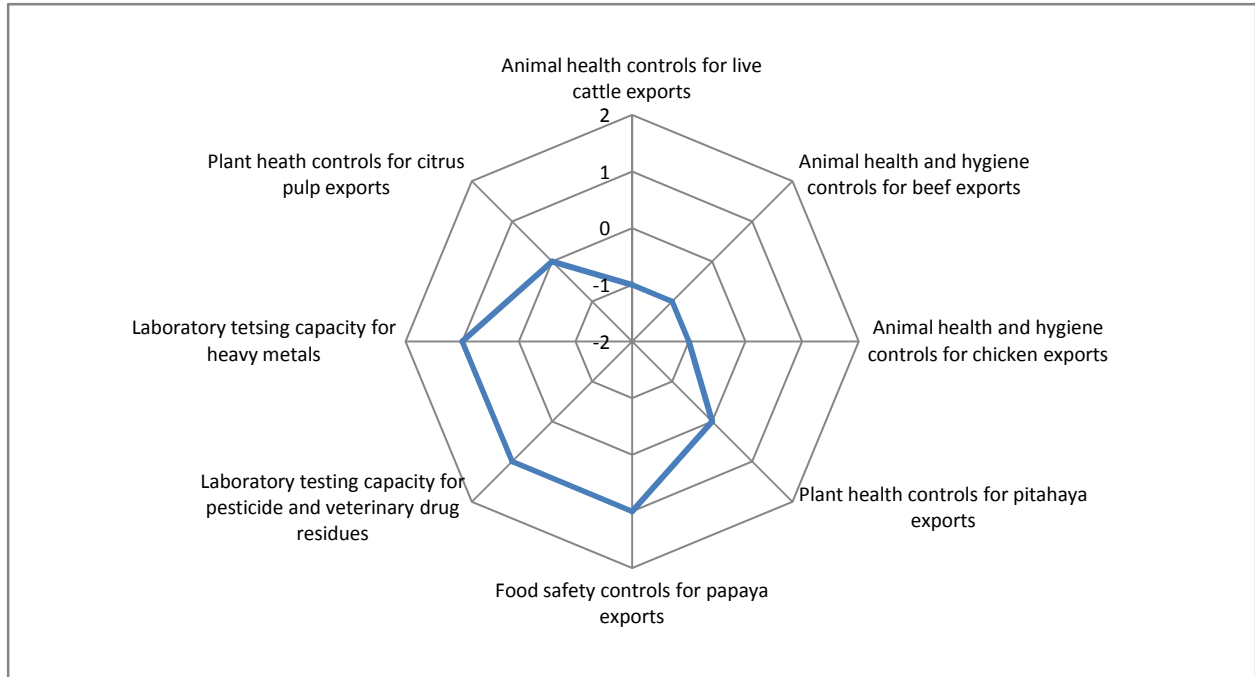 Animal health controls for live
cattle exports
2
1
0
-1
-2
Animal health and hygiene
controls for beef exports
Animal health and hygiene
controls for chicken exports
Plant health controls for pitahaya
exports
Food safety controls for papaya
exports
Laboratory testing capacity for
pesticide and veterinary drug
residues
Laboratory tetsing capacity for
heavy metals
Plant heath controls for citrus
pulp exports